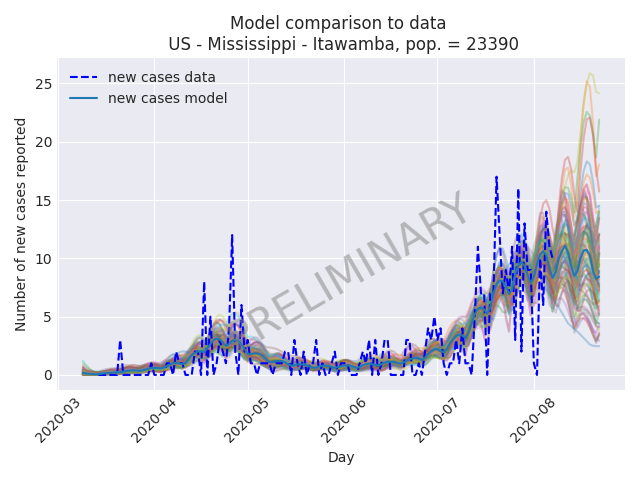 Model comparison to data
US - Mississippi - Itawamba, pop. = 23390
new cases data
new cases model
Number of new cases reported
25
20
15
10
5
0
PRELIMINARY
2020-03
2020-04
2020-05
2020-06
2020-07
2020-08
Day